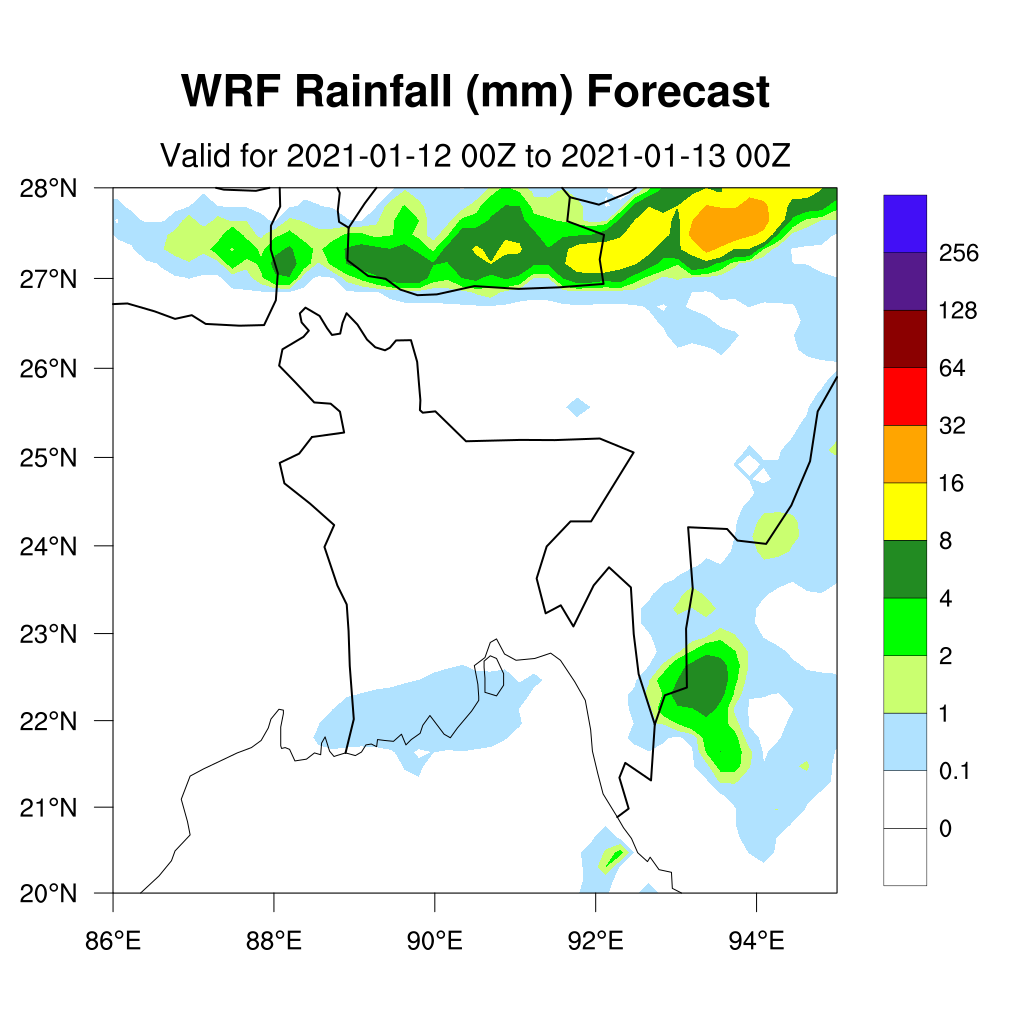 WRF Rainfall (mm) Forecast
Valid for 2021-01-12 00Z to 2021-01-13 00Z
28°N
27°N
26°N
25°N
24°N
23°N
22°N
21°N
20°N
86°E 88°E 90°E 92°E 94°E
256
128
64
32
16
8
4
2
1
0.1
0